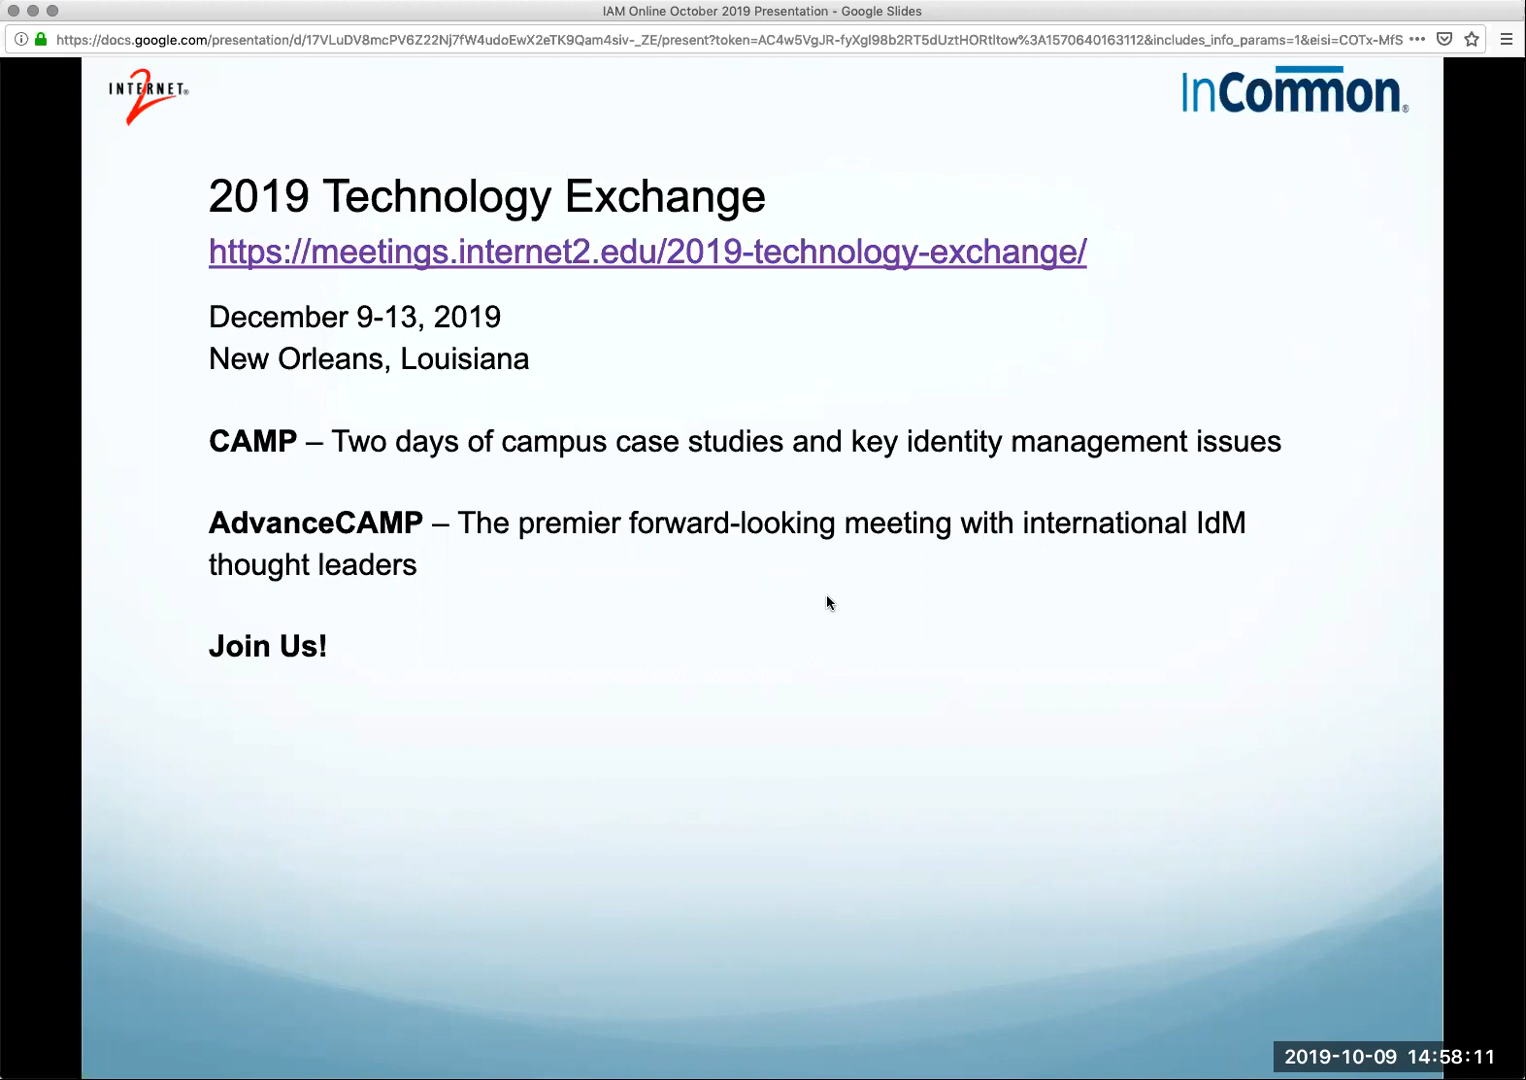 IAM Online October 2019 Presentation - Google Slides
https://docs.google.com/presentation/d/17VLuDV8mcPV6Z22Nj7fW4udoEwX2eTK9Qam4siv-_ZE/present?token=AC4w5VgJR-fyXgl98b2RT5dUztHORtltow%3A1570640163112&includes_info_params=1&eisi=COTx-MfS
INTERNET®
2
InCommon®
2019 Technology Exchange
https://meetings.internet2.edu/2019-technology-exchange/
December 9-13, 2019
New Orleans, Louisiana
CAMP – Two days of campus case studies and key identity management issues
AdvanceCAMP – The premier forward-looking meeting with international IdM
thought leaders
Join Us!
2019-10-09 14:58:11